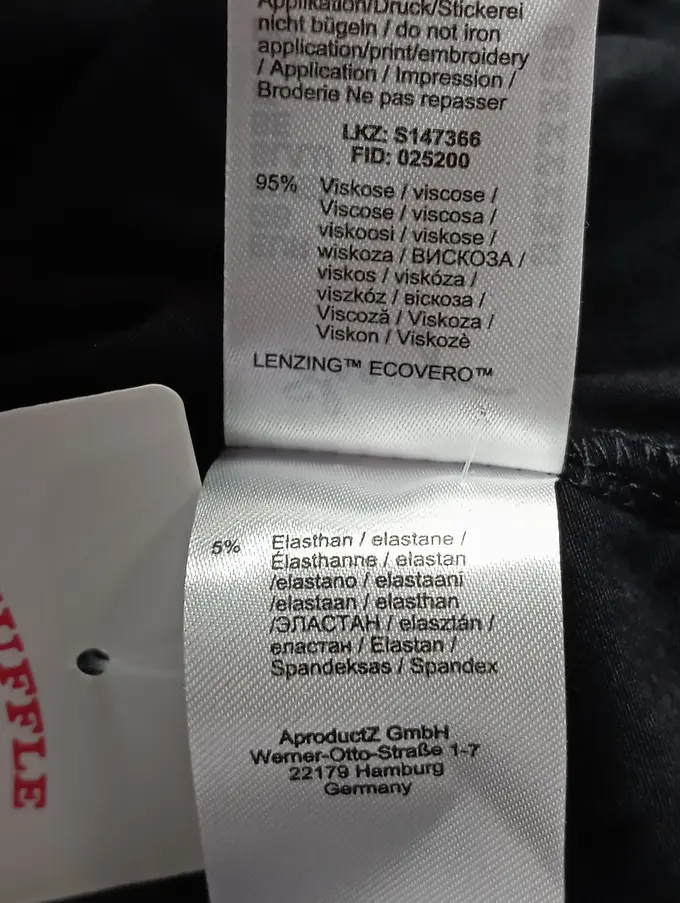 Applikation/Druck/Stickerei
nicht bügeln / do not iron
application/print/embroidery
/ Application / Impression /
Broderie Ne pas repasser
LKZ: S147366
FID: 025200
95% Viskose / viscose /
Viscose / viscosa /
viskoosi / viskose /
wiskoza / ВИСКОЗА /
viskos / viskóza /
viszkóz / віскоза /
Viscoză / Viskoza /
Viskon / Viskozė
LENZING™ ECOVERO™
5% Elasthan / elastane /
Élasthanne / elastan
/elastano / elastaani
/elastaan / elasthan
/ЭЛАСТАН / elasztán /
еластан / Elastan /
Spandeksas / Spandex
AproductZ GmbH
Werner-Otto-Straße 1-7
22179 Hamburg
Germany
UFFLE